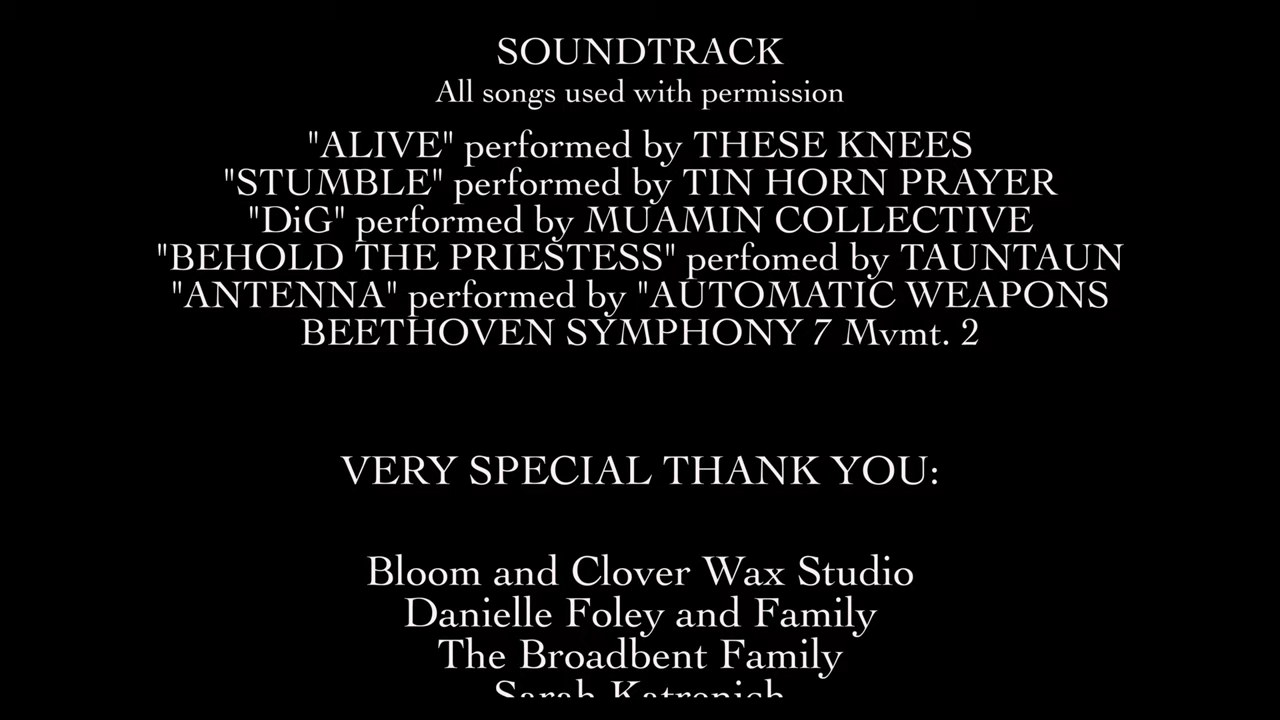 SOUNDTRACK
All songs used with permission
"ALIVE" performed by THESE KNEES
"STUMBLE" performed by TIN HORN PRAYER
"DiG" performed by MUAMIN COLLECTIVE
"BEHOLD THE PRIESTESS" perfomed by TAUNTAUN
"ANTENNA" performed by "AUTOMATIC WEAPONS
BEETHOVEN SYMPHONY 7 Mvmt. 2
VERY SPECIAL THANK YOU:
Bloom and Clover Wax Studio
Danielle Foley and Family
The Broadbent Family
Sarah